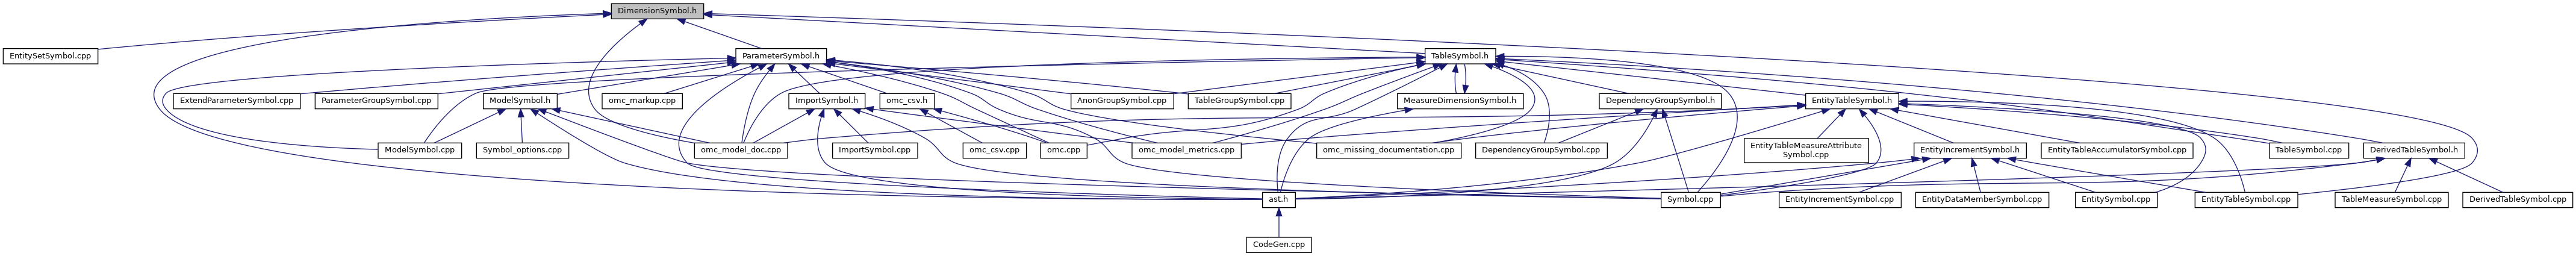 DimensionSymbol.h
EntitySetSymbol.cpp
ParameterSymbol.h
TableSymbol.h
ExtendParameterSymbol.cpp
ParameterGroupSymbol.cpp
ModelSymbol.h
omc_markup.cpp
ImportSymbol.h
omc_csv.h
AnonGroupSymbol.cpp
TableGroupSymbol.cpp
MeasureDimensionSymbol.h
DependencyGroupSymbol.h
EntityTableSymbol.h
ModelSymbol.cpp
Symbol_options.cpp
omc_model_doc.cpp
ImportSymbol.cpp
omc_csv.cpp
omc.cpp
omc_model_metrics.cpp
omc_missing_documentation.cpp
DependencyGroupSymbol.cpp
EntityTableMeasureAttribute
Symbol.cpp
EntityIncrementSymbol.h
EntityTableAccumulatorSymbol.cpp
TableSymbol.cpp
DerivedTableSymbol.h
ast.h
Symbol.cpp
EntityIncrementSymbol.cpp
EntityDataMemberSymbol.cpp
EntitySymbol.cpp
EntityTableSymbol.cpp
TableMeasureSymbol.cpp
DerivedTableSymbol.cpp
CodeGen.cpp